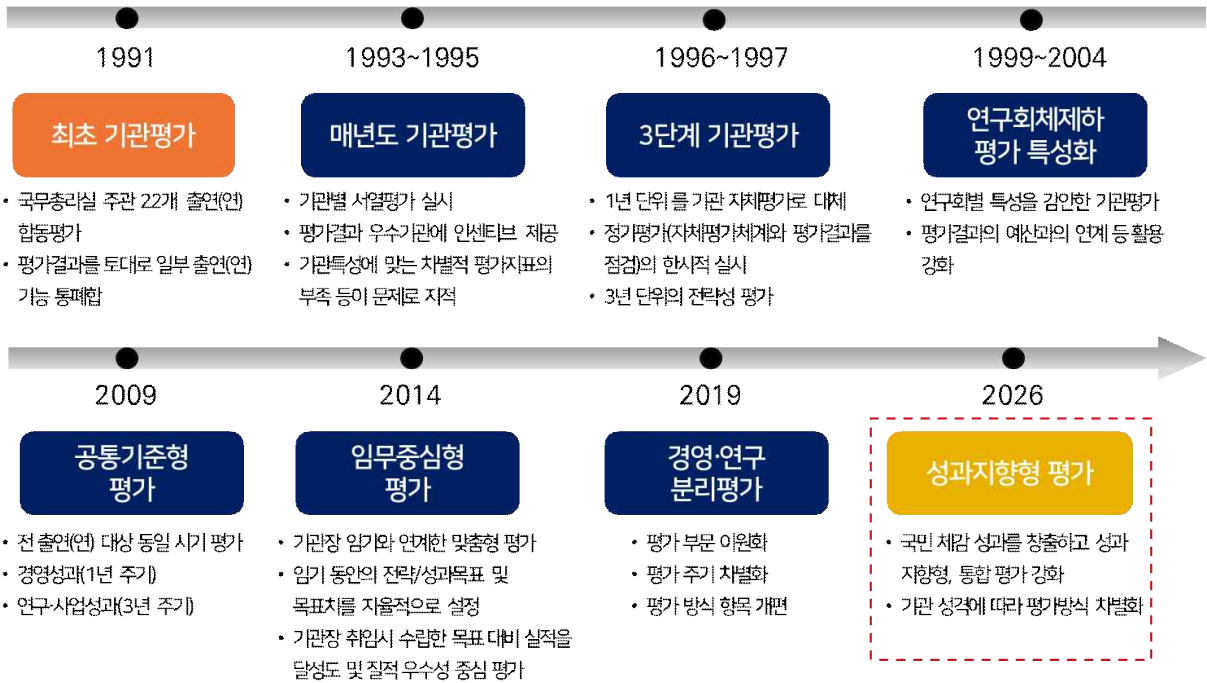 1991
최초 기관평가
• 국무총리실 주관 22개 출연(연)
합동평가
• 평가결과를 토대로 일부 출연(연)
기능 통폐합
1993~1995
매년도 기관평가
• 기관별 서열평가 실시
• 평가결과 우수기관에 인센티브 제공
• 기관특성에 맞는 차별적 평가지표의
부족 등이 문제로 지적
1996~1997
3단계 기관평가
• 1년 단위 를 기관 자체평가로 대체
• 정기평가(자체평가체계와 평가결과를
점검)의 한시적 실시
• 3년 단위의 전략성 평가
1999~2004
연구회체제하
평가 특성화
• 연구회별 특성을 감안한 기관평가
• 평가결과의 예산과의 연계 등 활용
강화
2009
공통기준형
평가
• 전 출연(연) 대상 동일 시기 평가
• 경영성과(1년 주기)
• 연구·사업성과(3년 주기)
2014
임무중심형
평가
• 기관장 임기와 연계한 맞춤형 평가
• 임기 동안의 전략/성과목표 및
목표치를 자율적으로 설정
• 기관장 취임시 수립한 목표 대비 실적을
달성도 및 질적 우수성 중심 평가
2019
경영·연구
분리평가
• 평가 부문 이원화
• 평가 주기 차별화
• 평가 방식 항목 개편
2026
성과지향형 평가
• 국민 체감 성과를 창출하고 성과
지향형, 통합 평가 강화
• 기관 성격에 따라 평가방식 차별화